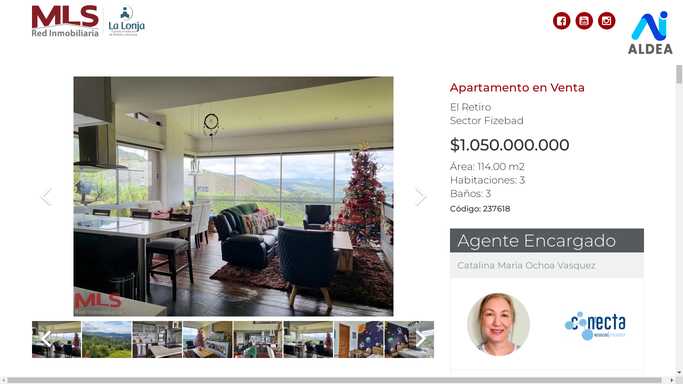 MLS
Red Inmobiliaria
La Lonja
ALDEA
Apartamento en Venta
El Retiro
Sector Fizebad
$1.050.000.000
Área: 114.00 m2
Habitaciones: 3
Baños: 3
Código: 237618
MLS
Agente Encargado
Catalina Maria Ochoa Vasquez
conecta